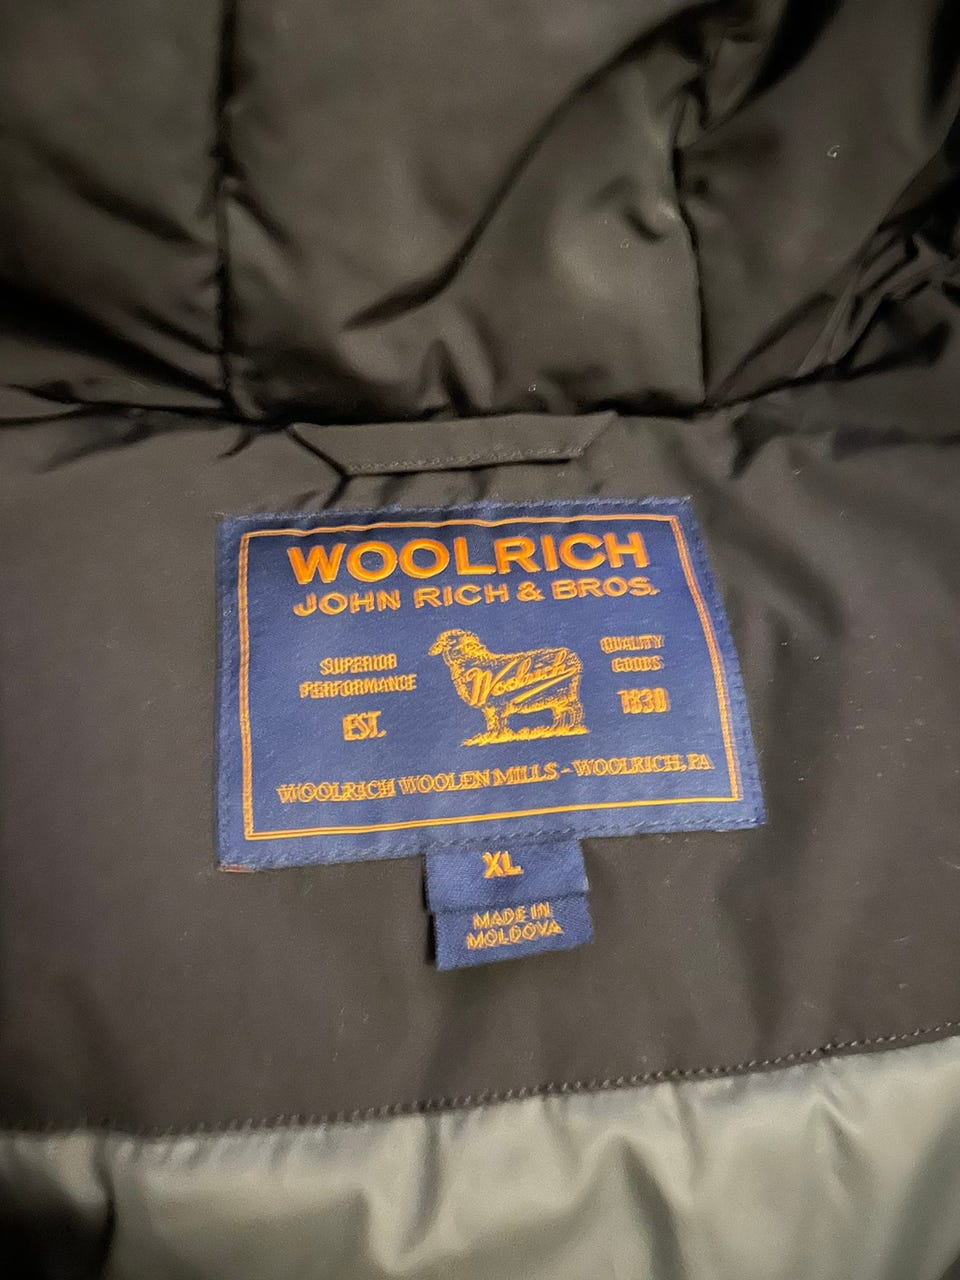 WOOLRICH
JOHN RICH & BROS.
SUPERIOR
PERFORMANCE
EST.
Woolrich
QUALITY
GOODS
1830
WOOLRICH WOOLEN MILLS - WOOLRICH, PA
XL
MADE IN
MOLDOVA